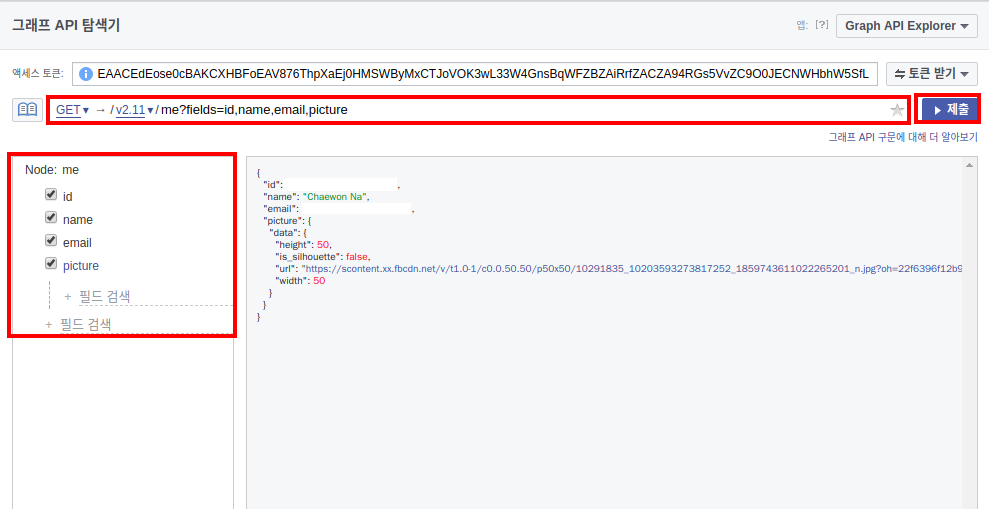 그래프 API 탐색기
앱: [?] Graph API Explorer
액세스 토큰: EAACEdEose0cBAKCXHBFoEAV876ThpXaEj0HMSWByMxCTJoVOK3wL33W4GnsBqWFZBZAiRrfZACZA94RGs5VvZC9O0JECNWHbhW5SfL 토큰 받기
GET → / v2.11 / me?fields=id,name,email,picture 제출
그래프 API 구문에 대해 더 알아보기
Node: me
id
name
email
picture
+ 필드 검색
+ 필드 검색
{
"id": ,
"name": "Chaewon Na",
"email": ,
"picture": {
"data": {
"height": 50,
"is_silhouette": false,
"url": "https://scontent.xx.fbcdn.net/v/t1.0-1/c0.0.50.50/p50x50/10291835_10203593273817252_1859743611022265201_n.jpg?oh=22f6396f12b9
"width": 50
}
}
}